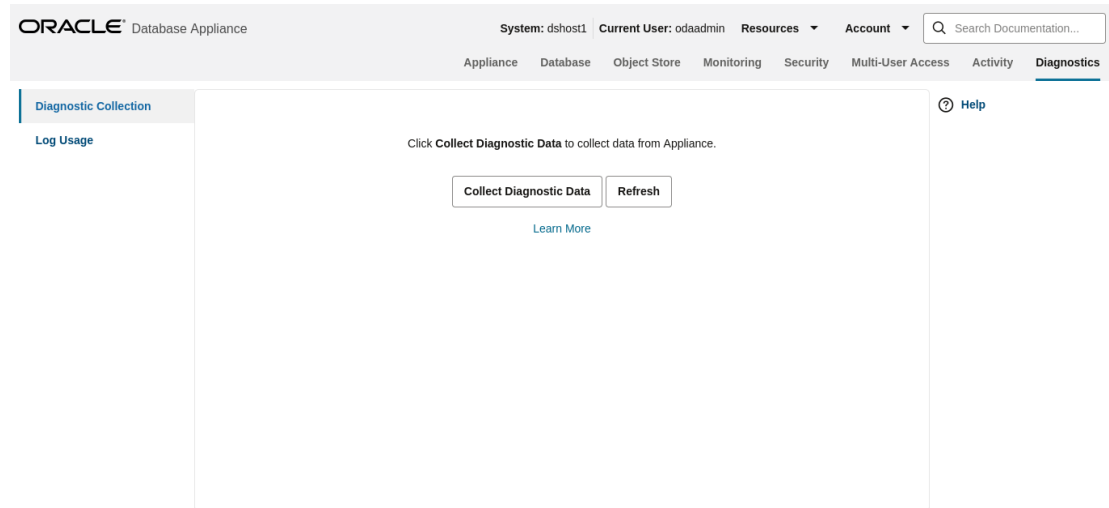 ORACLE® Database Appliance
System: dshost1 Current User: odaadmin Resources Account Search Documentation...
Appliance Database Object Store Monitoring Security Multi-User Access Activity Diagnostics
Diagnostic Collection
Log Usage
Click Collect Diagnostic Data to collect data from Appliance.
Collect Diagnostic Data Refresh
Learn More
Help